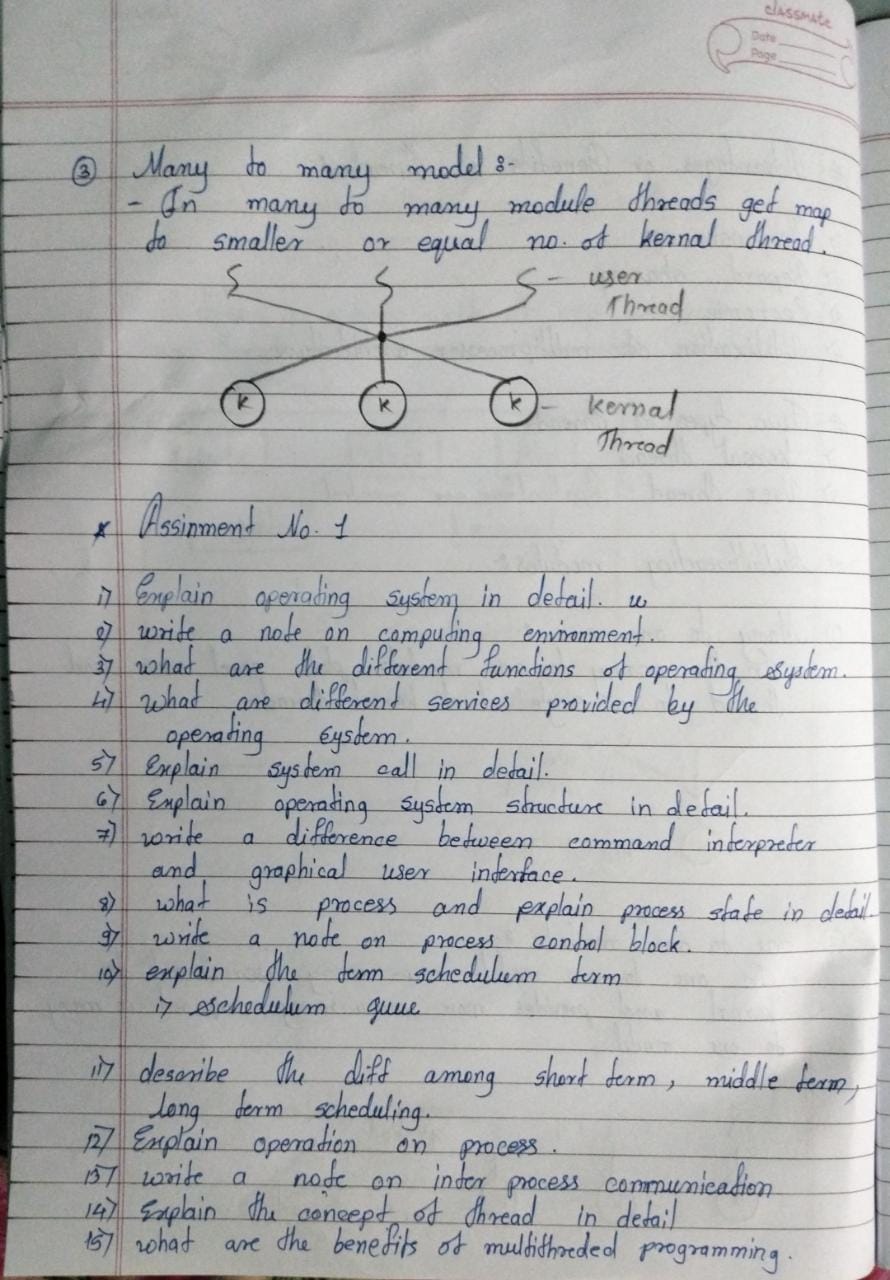 classmate
Date
Page
③ Many to many model :-
- In many to many module threads get map
to smaller or equal no. of kernal thread.
- user
Thread
K K K - kernal
Thread
* Assinment No. 1
1) Explain operating system in detail.
2) write a note on computing environment.
3) what are the different functions of operating system.
4) what are different services provided by the
operating system.
5) Explain system call in detail.
6) Explain operating system structure in detail.
7) write a difference between command interpreter
and graphical user interface.
8) what is process and explain process state in detail.
9) write a note on process control block.
10) explain the term schedulum term
i) schedulum quue
11) describe the diff among short term, middle term,
long term scheduling.
12) Explain operation on process.
13) write a note on inter process communication
14) Explain the concept of thread in detail
15) what are the benefits of multithreded programming.